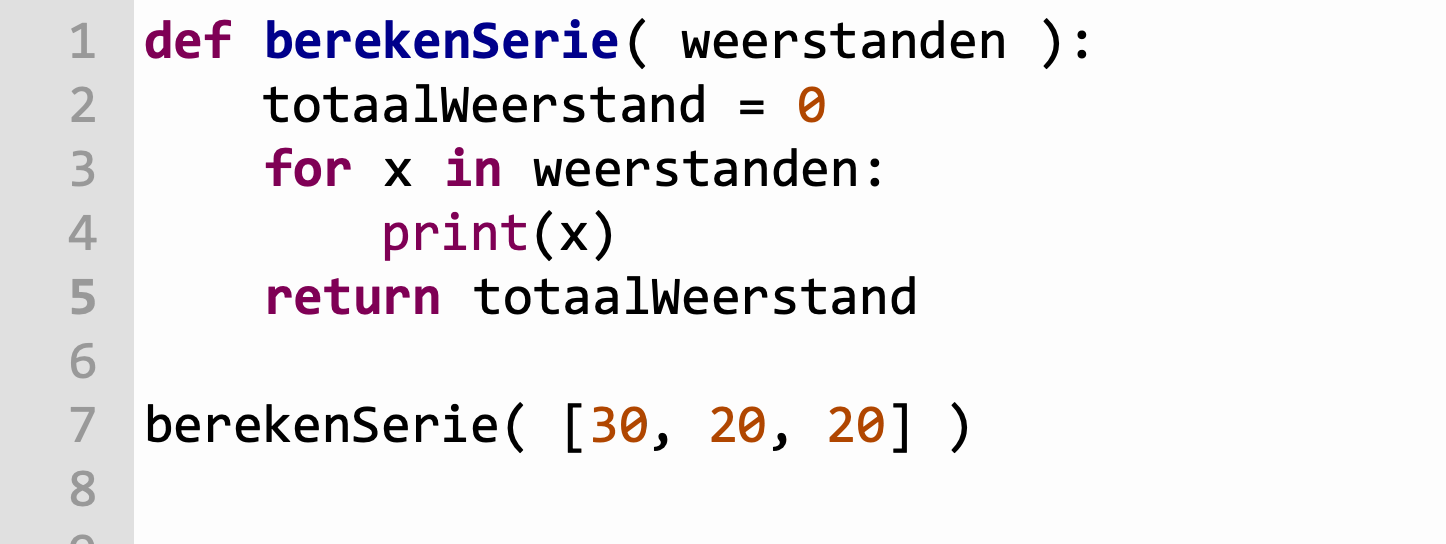 1 def berekenSerie( weerstanden ):
2     totaalWeerstand = 0
3     for x in weerstanden:
4         print(x)
5     return totaalWeerstand
6
7 berekenSerie( [30, 20, 20] )
8